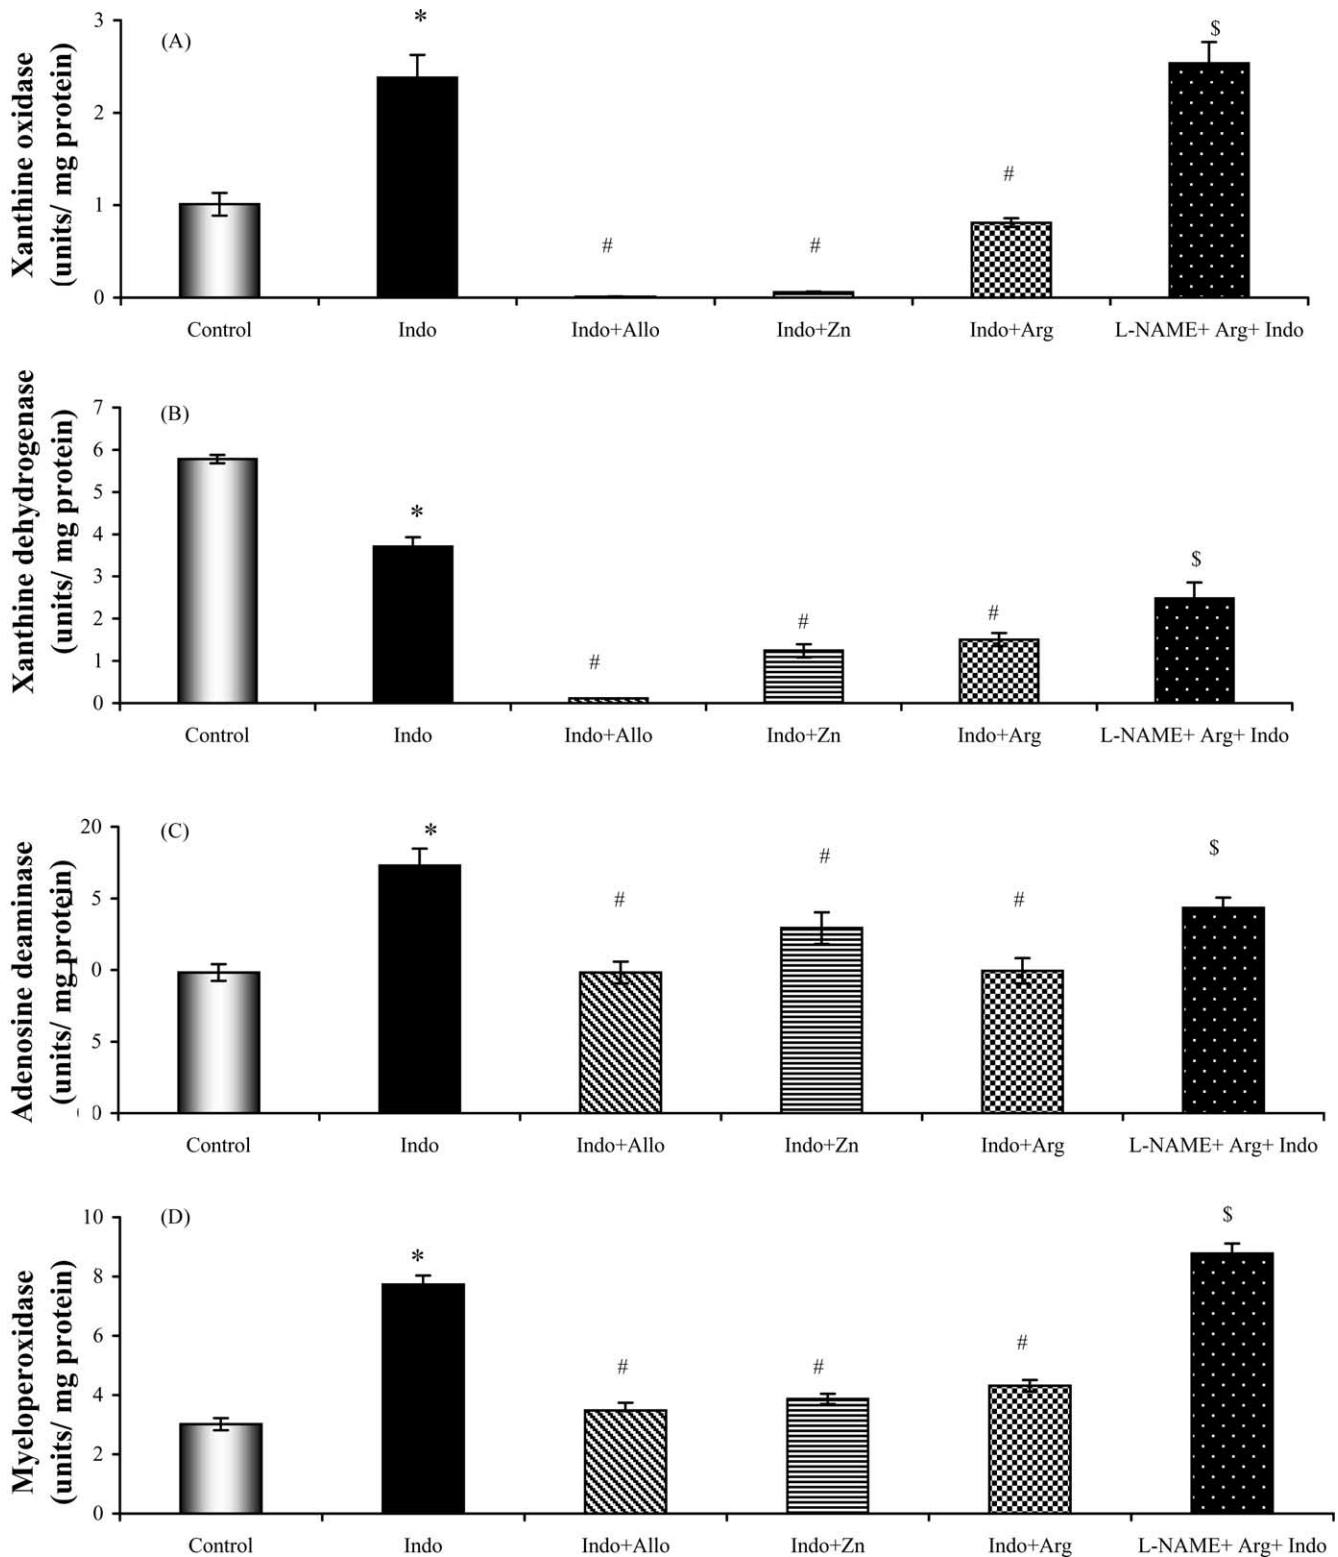 (A)
Xanthine oxidase
(units/ mg protein)
3
2
1
0
*
#
#
#
$
Control
Indo
Indo+Allo
Indo+Zn
Indo+Arg
L-NAME+ Arg+ Indo
(B)
Xanthine dehydrogenase
(units/ mg protein)
7
6
5
4
3
2
1
0
*
#
#
#
$
Control
Indo
Indo+Allo
Indo+Zn
Indo+Arg
L-NAME+ Arg+ Indo
(C)
Adenosine deaminase
(units/ mg protein)
20
5
0
5
0
*
#
#
#
$
Control
Indo
Indo+Allo
Indo+Zn
Indo+Arg
L-NAME+ Arg+ Indo
(D)
Myeloperoxidase
(units/ mg protein)
10
8
6
4
2
0
*
#
#
#
$
Control
Indo
Indo+Allo
Indo+Zn
Indo+Arg
L-NAME+ Arg+ Indo